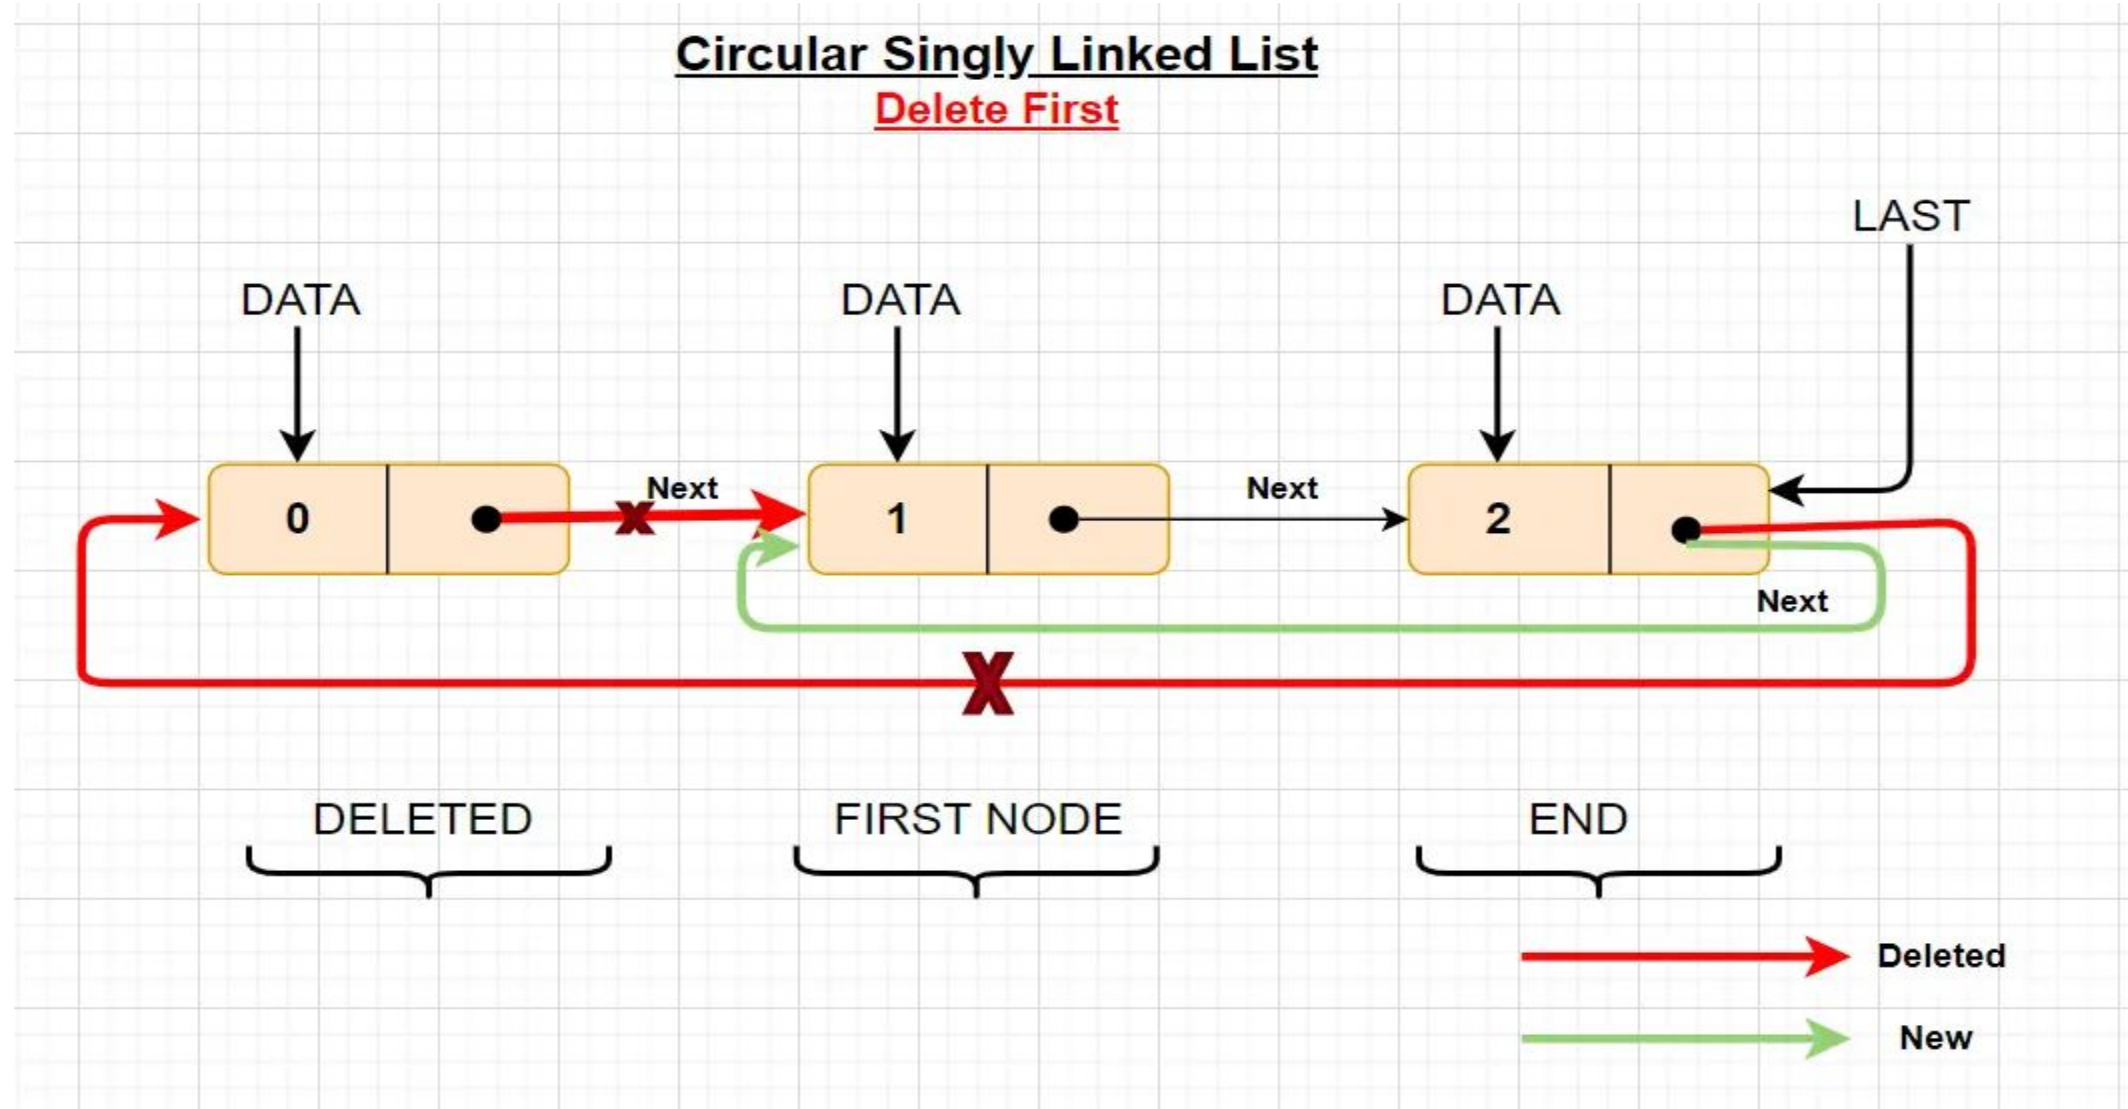 Circular Singly Linked List
Delete First
LAST
DATA DATA DATA
Next Next
0 1 2
X
Next
X
DELETED FIRST NODE END
Deleted
New